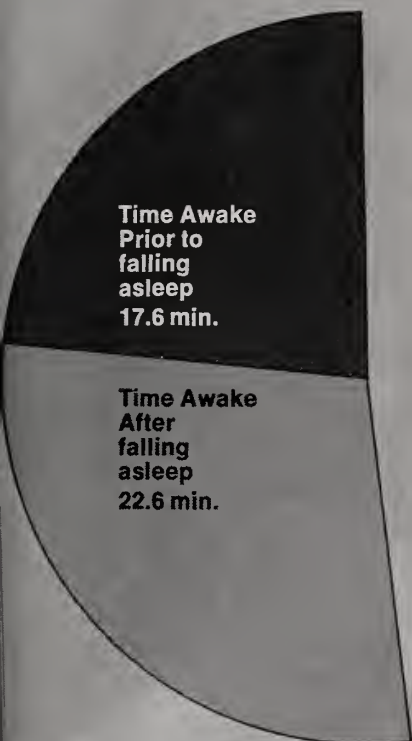 Time Awake
Prior to
falling
asleep
17.6 min.
Time Awake
After
falling
asleep
22.6 min.